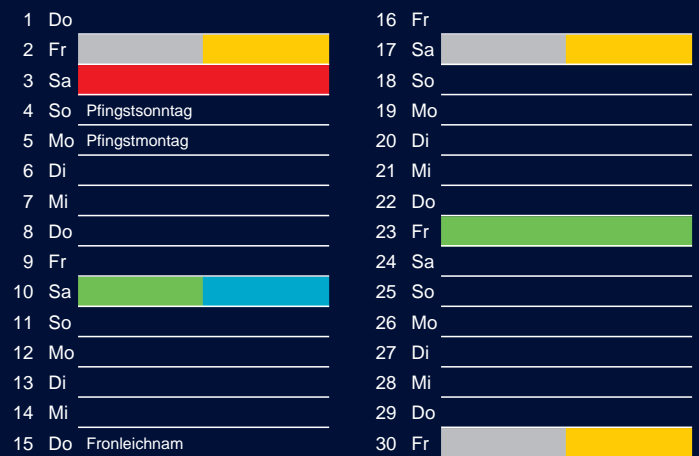 1 Do
2 Fr
3 Sa
4 So Pfingstsonntag
5 Mo Pfingstmontag
6 Di
7 Mi
8 Do
9 Fr
10 Sa
11 So
12 Mo
13 Di
14 Mi
15 Do Fronleichnam
16 Fr
17 Sa
18 So
19 Mo
20 Di
21 Mi
22 Do
23 Fr
24 Sa
25 So
26 Mo
27 Di
28 Mi
29 Do
30 Fr